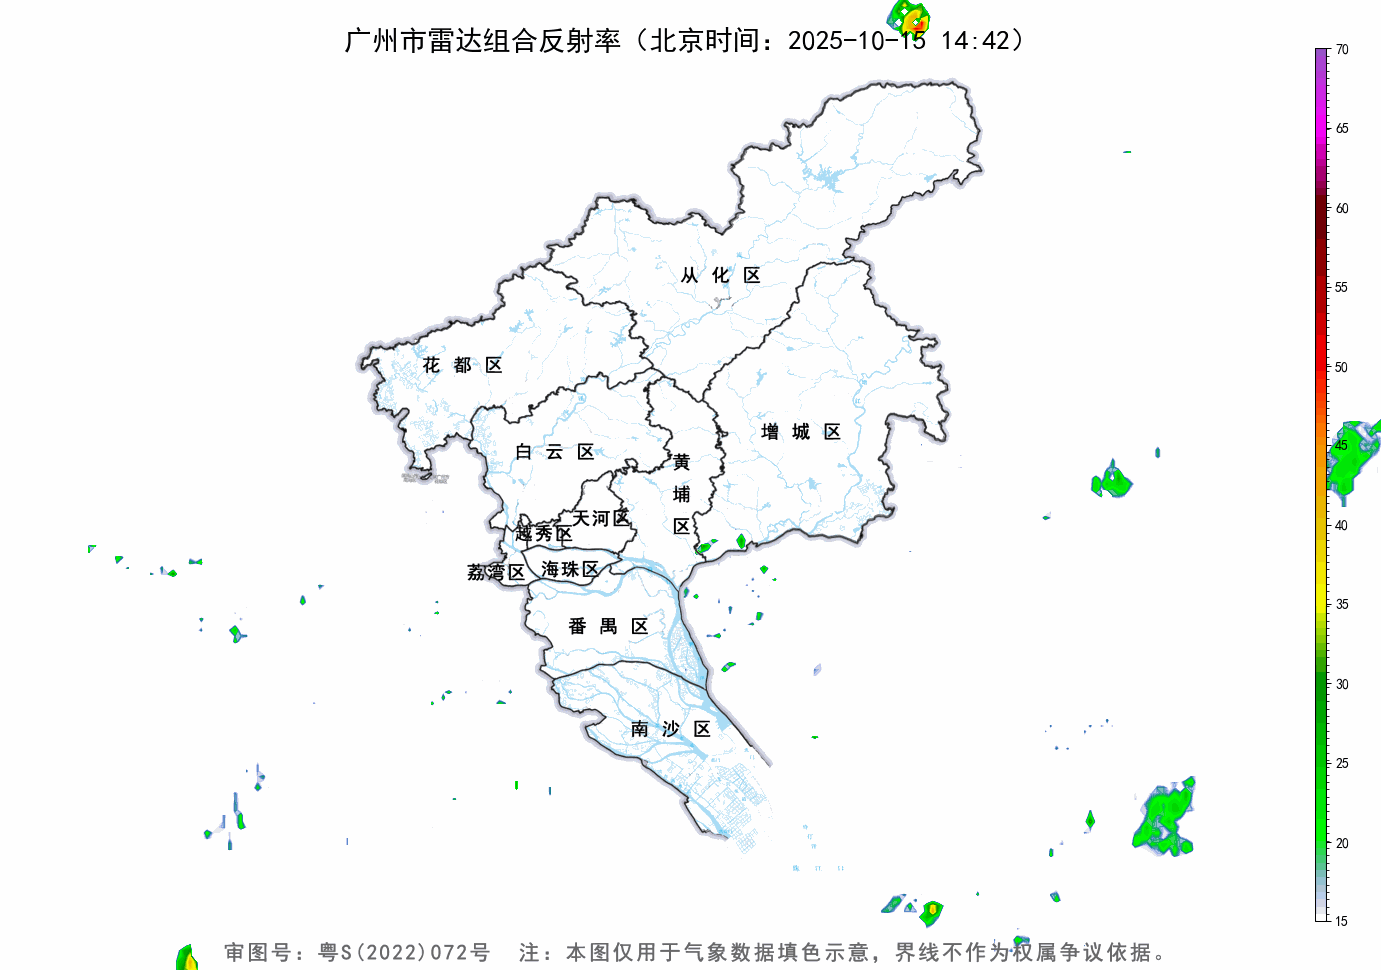 广州市雷达组合反射率（北京时间：2025-10-15 14:42）
70
65
60
55
50
45
40
35
30
25
20
15
从化区
花都区
增城区
白云区
黄埔区
天河区
越秀区
荔湾区
海珠区
番禺区
南沙区
审图号：粤S(2022)072号 注：本图仅用于气象数据填色示意，界线不作为权属争议依据。